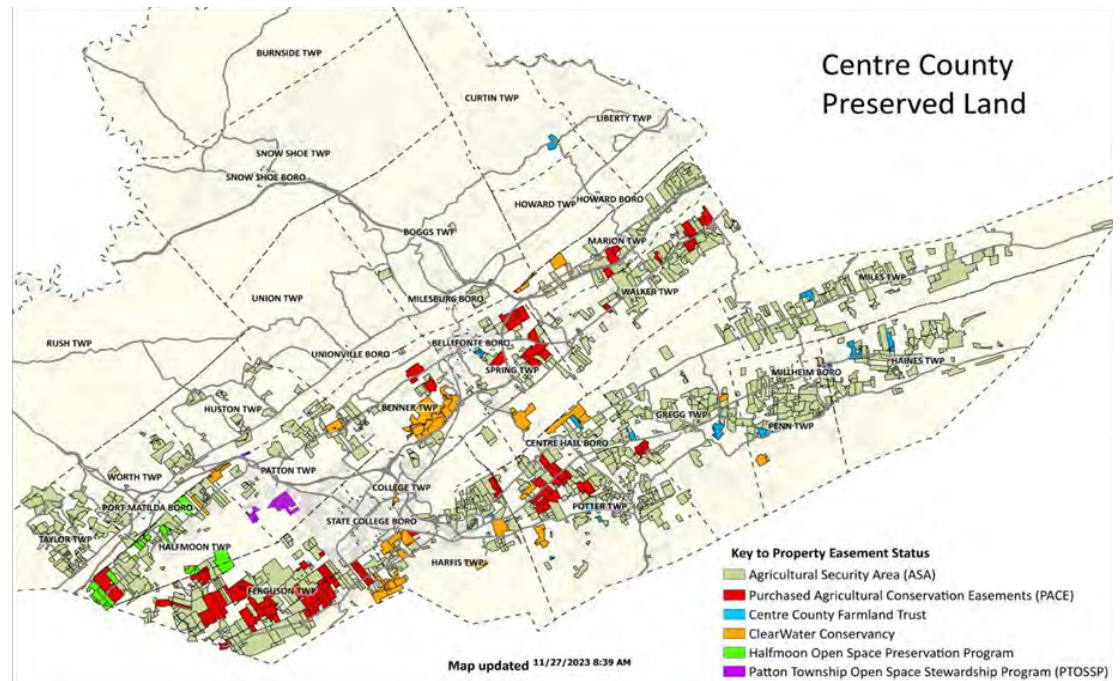 Centre County
Preserved Land
BURNSIDE TWP
CURTIN TWP
LIBERTY TWP
SNOW SHOE TWP
SNOW SHOE BORO
HOWARD TWP
HOWARD BORO
BOGGS TWP
MARION TWP
MILES TWP
WALKER TWP
UNION TWP
MILESBURG BORO
RUSH TWP
UNIONVILLE BORO
BELLEFONTE BORO
SPRING TWP
HAINES TWP
MILLHEIM BORO
HUSTON TWP
BENNER TWP
GREGG TWP
PENN TWP
CENTRE HALL BORO
WORTH TWP
PATTON TWP
COLLEGE TWP
PORT MATILDA BORO
POTTER TWP
STATE COLLEGE BORO
TAYLOR TWP
HALFMOON TWP
HARRIS TWP
FERGUSON TWP
Key to Property Easement Status
Agricultural Security Area (ASA)
Purchased Agricultural Conservation Easements (PACE)
Centre County Farmland Trust
ClearWater Conservancy
Halfmoon Open Space Preservation Program
Patton Township Open Space Stewardship Program (PTOSSP)
Map updated 11/27/2023 8:39 AM